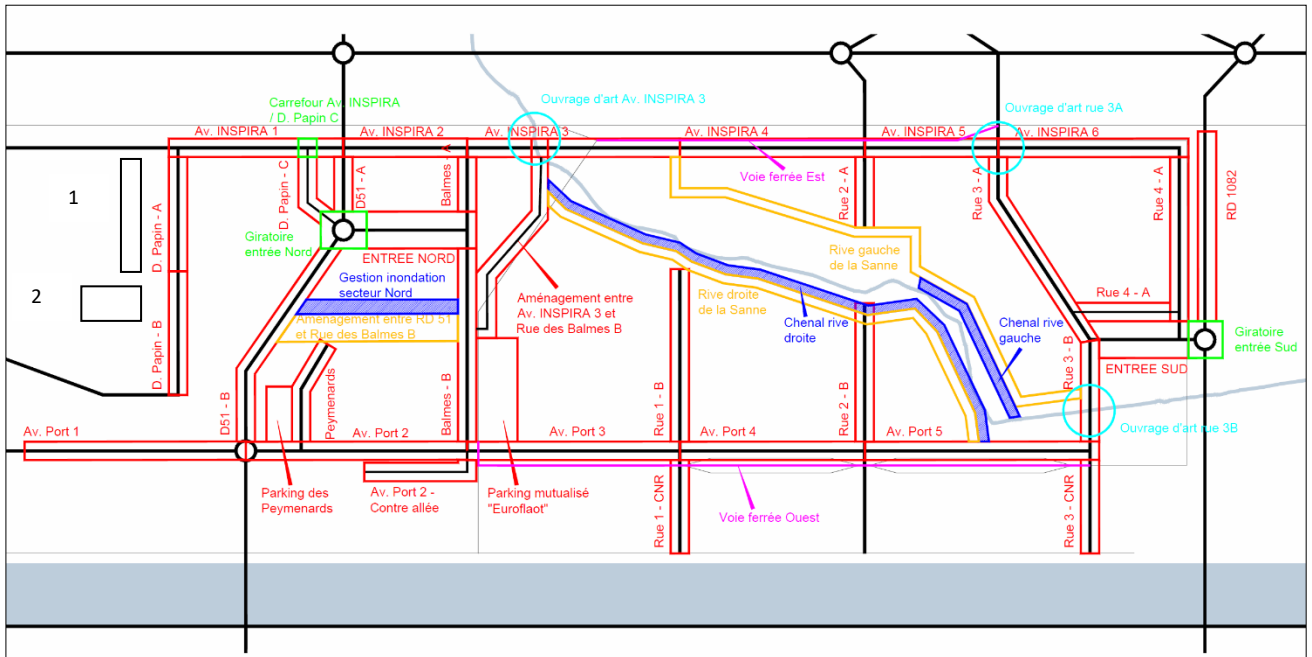 Carrefour Av. INSPIRA
/ D. Papin C
Ouvrage d'art Av. INSPIRA 3
Ouvrage d'art rue 3A
Av. INSPIRA 1
Av. INSPIRA 2
Av. INSPIRA 3
Av. INSPIRA 4
Av. INSPIRA 5
Av. INSPIRA 6
Voie ferrée Est
1
D. Papin - A
D. Papin - C
D51 - A
Balmes - A
Rue 2 - A
Rue 3 - A
Rue 4 - A
RD 1082
Giratoire
entrée Nord
ENTREE NORD
Rive gauche
de la Sanne
2
Gestion inondation
secteur Nord
Aménagement entre
Av. INSPIRA 3 et
Rue des Balmes B
Rive droite
de la Sanne
Rue 4 - A
Aménagement entre RD 51
et Rue des Balmes B
Chenal rive
droite
Chenal rive
gauche
Giratoire
entrée Sud
D. Papin - B
D51 - B
Peymenards
Balmes - B
Rue 1 - B
Rue 2 - B
Rue 3 - B
ENTREE SUD
Av. Port 1
Av. Port 2
Av. Port 3
Av. Port 4
Av. Port 5
Ouvrage d'art rue 3B
Parking des
Peymenards
Av. Port 2 -
Contre allée
Parking mutualisé
"Euroflaot"
Rue 1 - CNR
Voie ferrée Ouest
Rue 3 - CNR